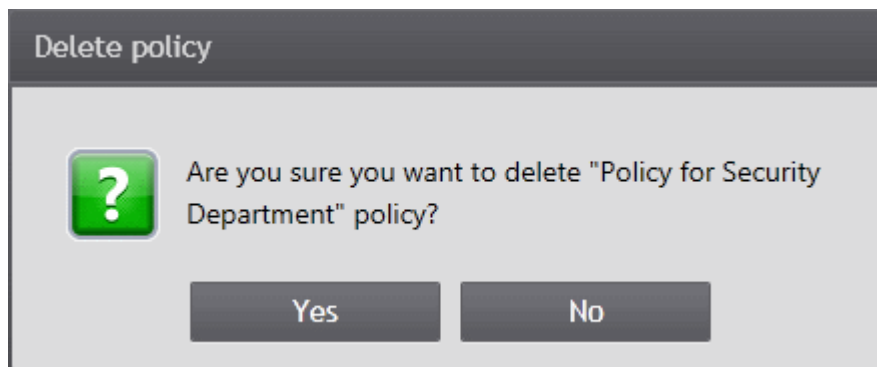 Delete policy
?
Are you sure you want to delete "Policy for Security
Department" policy?
Yes No